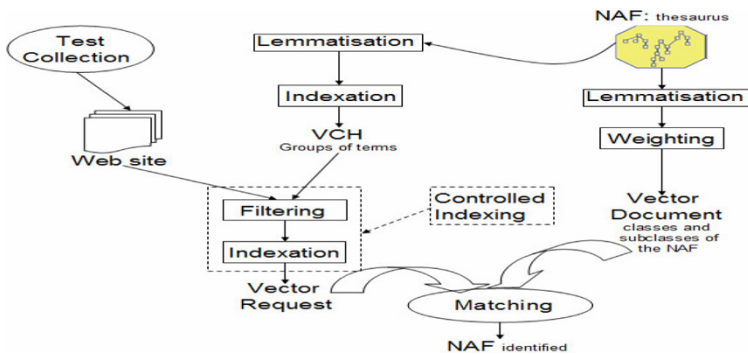 NAF: thesaurus
Test
Collection
Lemmatisation
Indexation
VCH
Groups of terms
Web site
Lemmatisation
Weighting
Vector
Document
classes and
subclasses of
the NAF
Filtering
Indexation
Controlled
Indexing
Vector
Request
Matching
NAF identified